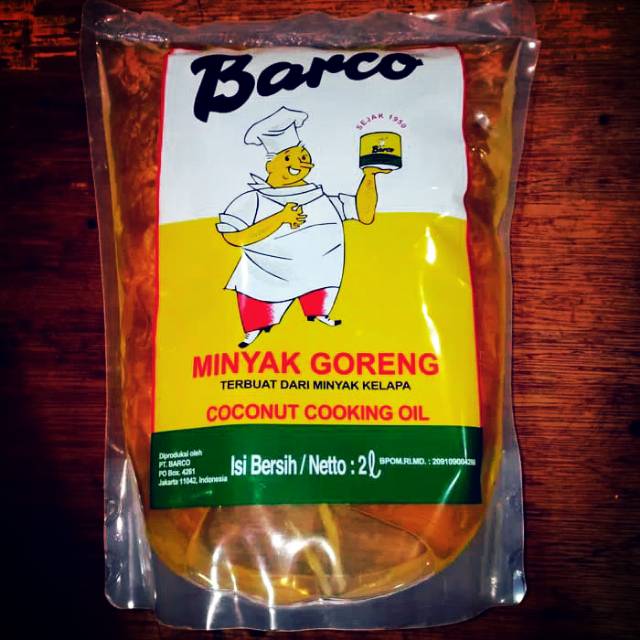 Barco
SEJAK 1950
Barco
MINYAK GORENG
TERBUAT DARI MINYAK KELAPA
COCONUT COOKING OIL
Diproduksi oleh
PT. BARCO
PO Box. 4261
Jakarta 11042, Indonesia
Isi Bersih / Netto : 2ℓ
BPOM.RI.MD. :